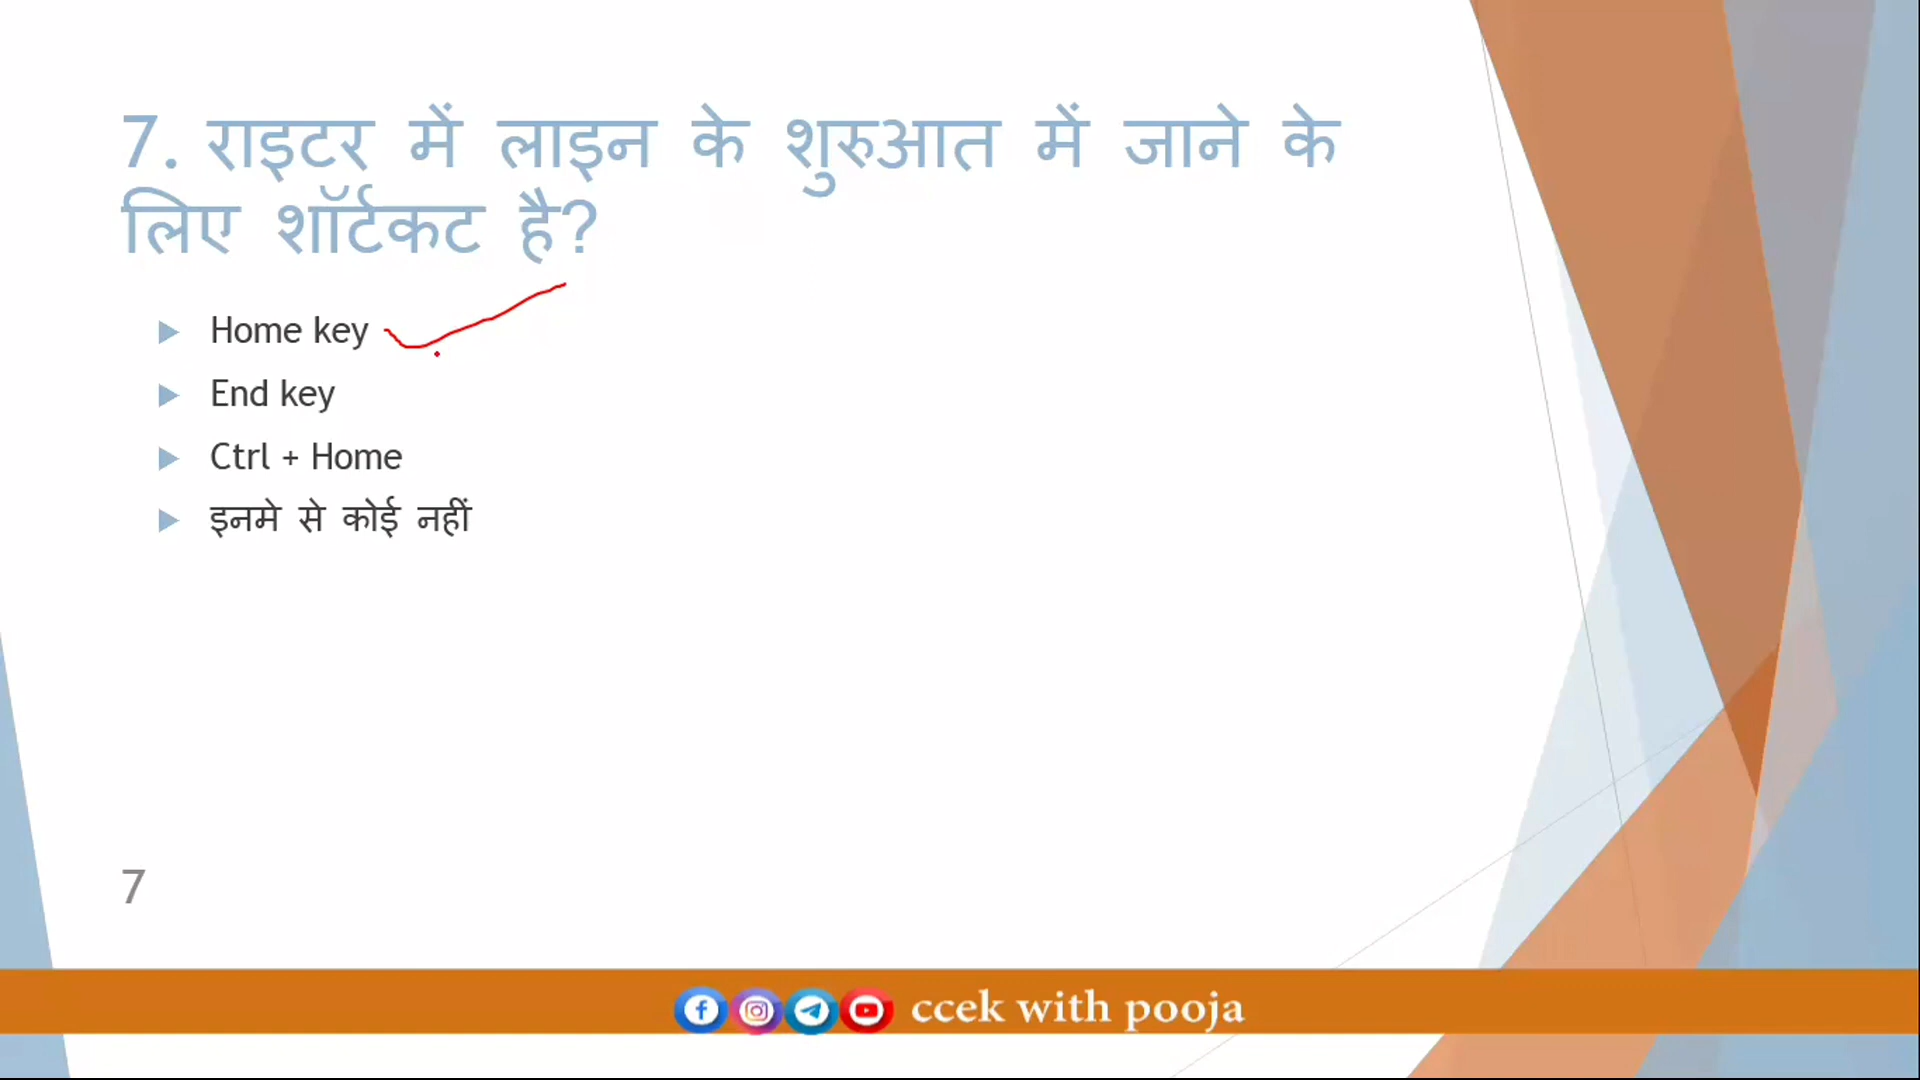 7. राइटर में लाइन के शुरुआत में जाने के
लिए शॉर्टकट है?
Home key
End key
Ctrl + Home
इनमे से कोई नहीं
7
ccek with pooja